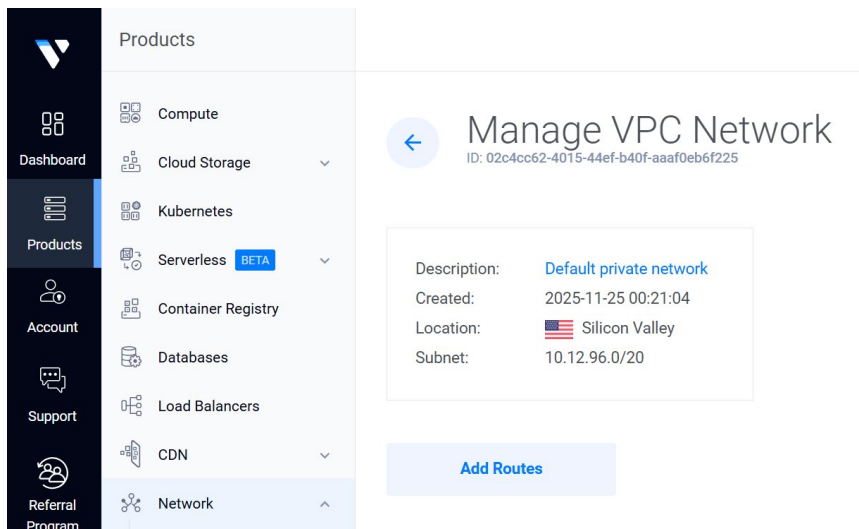 Products
Dashboard
Products
Account
Support
Referral
Program
Compute
Cloud Storage
Kubernetes
Serverless BETA
Container Registry
Databases
Load Balancers
CDN
Network
Manage VPC Network
ID: 02c4cc62-4015-44ef-b40f-aaaf0eb6f225
Description: Default private network
Created: 2025-11-25 00:21:04
Location: Silicon Valley
Subnet: 10.12.96.0/20
Add Routes